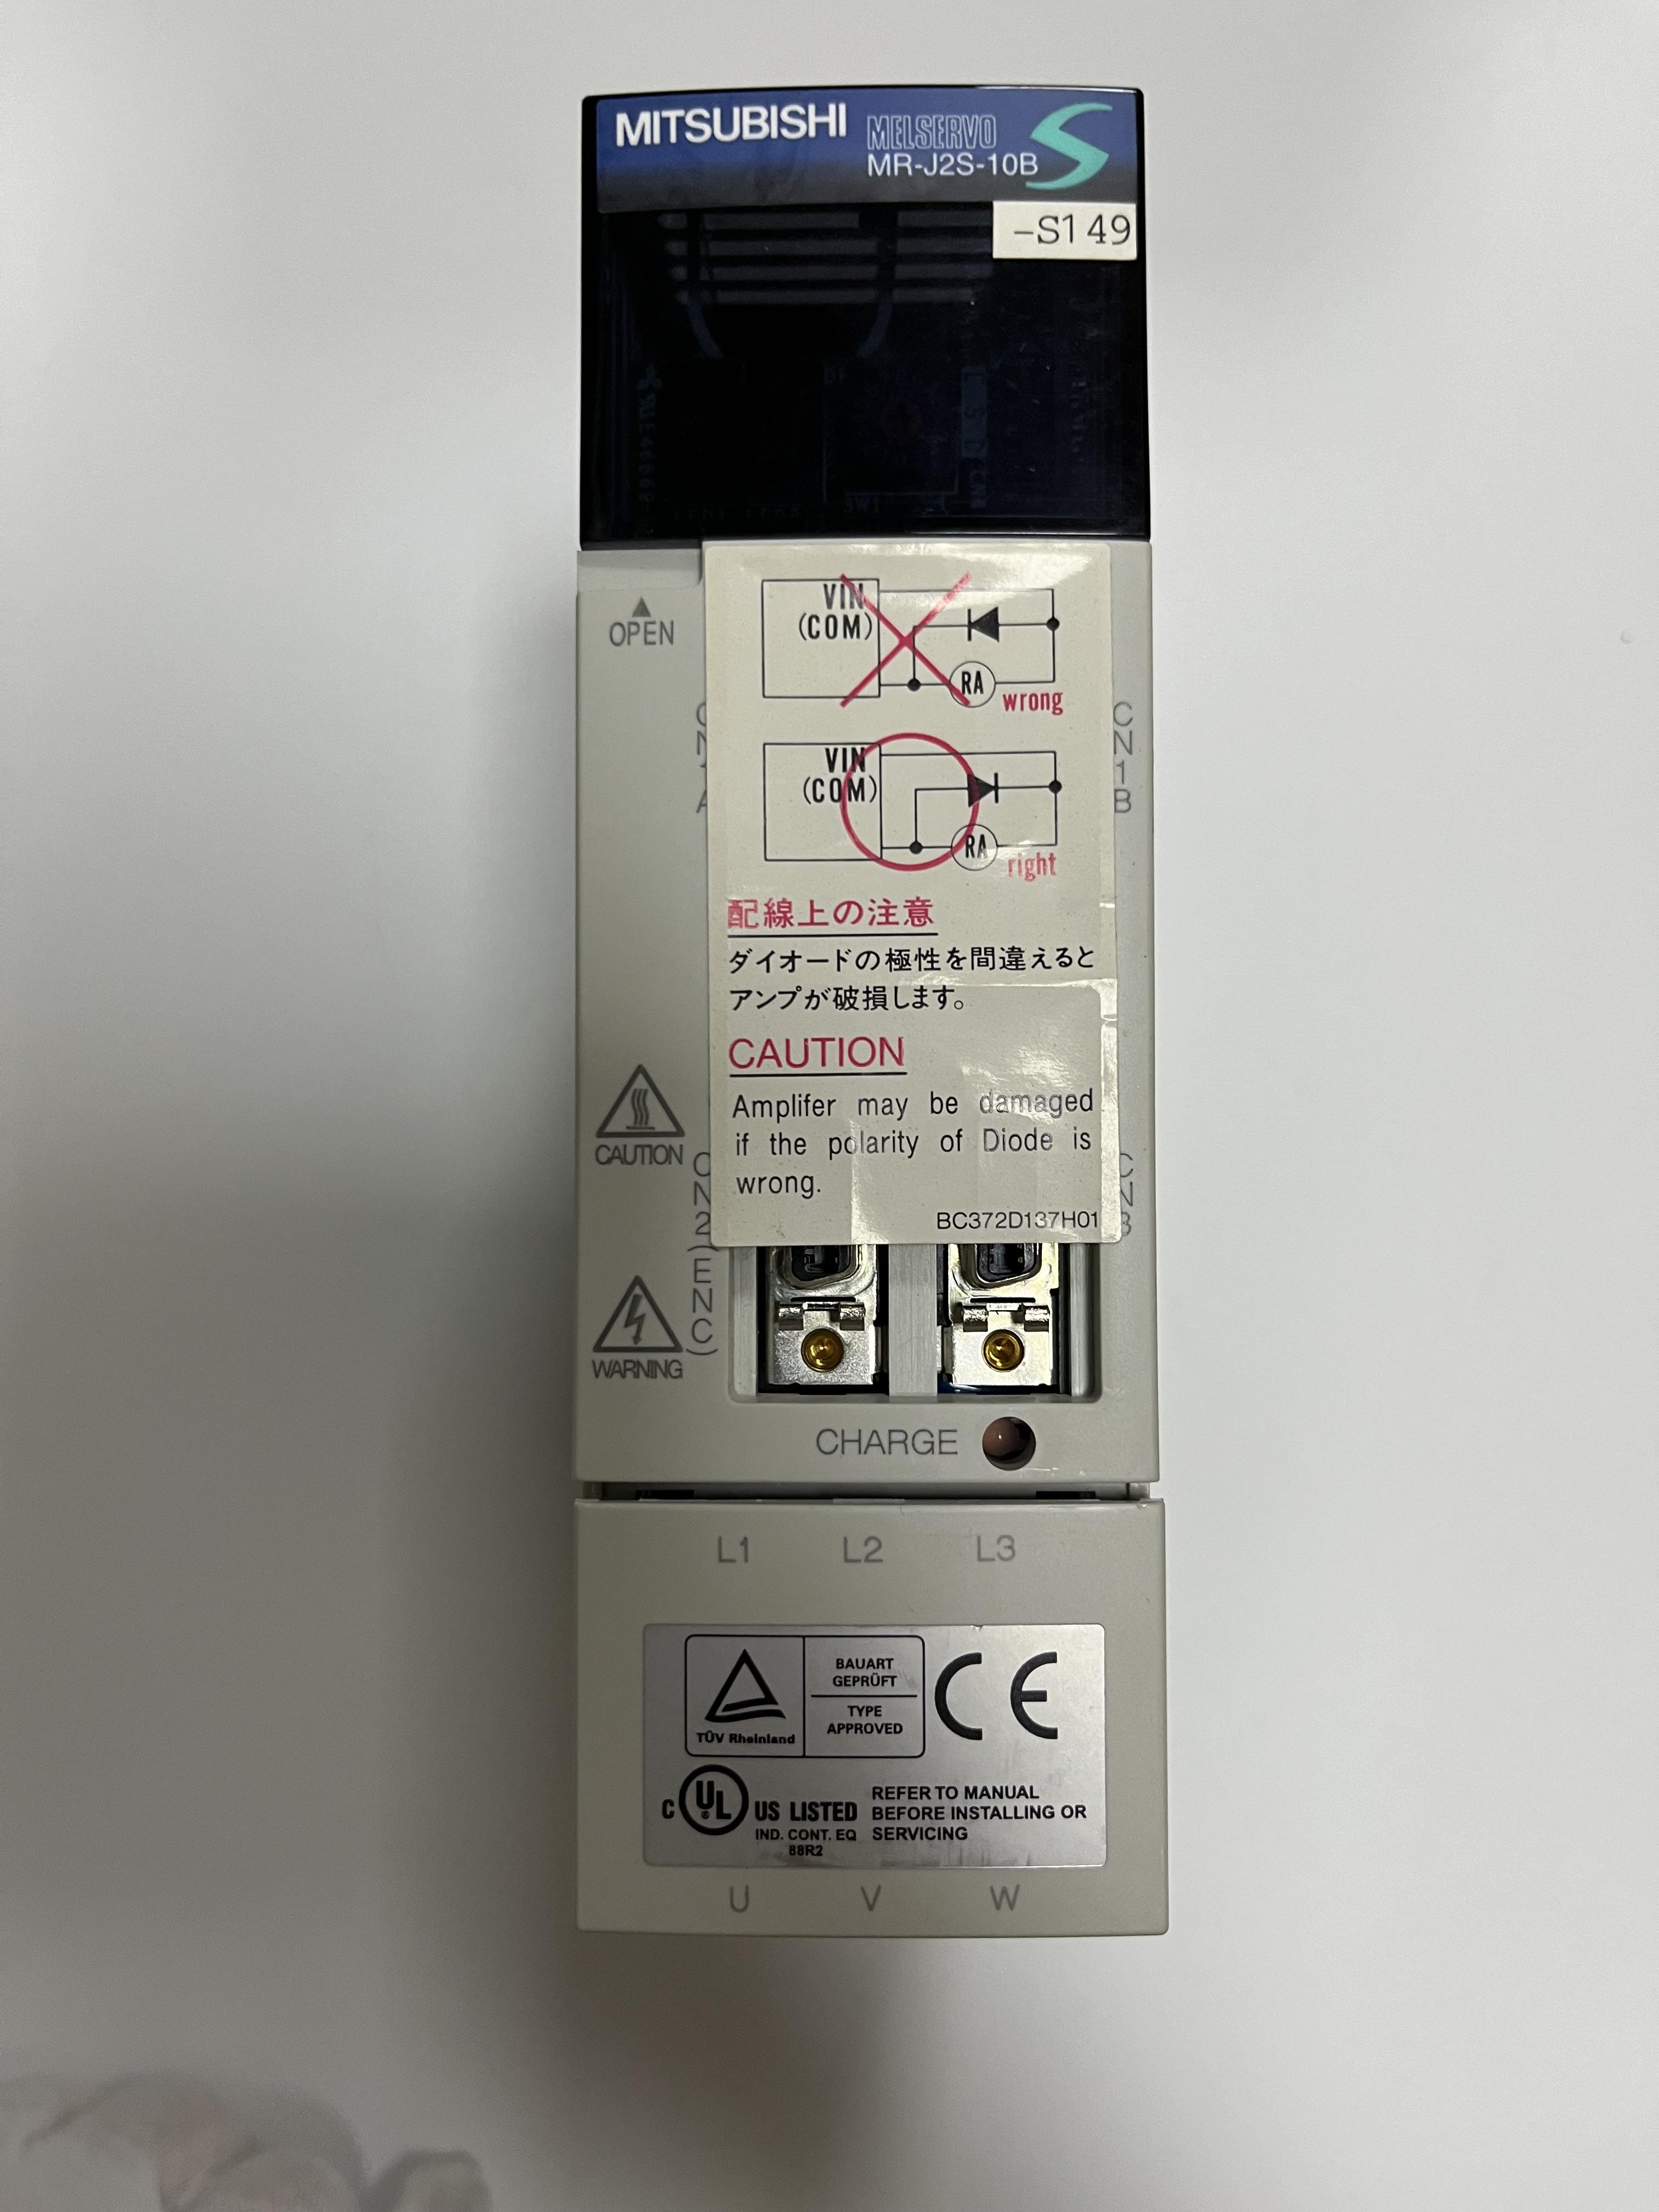 MITSUBISHI
MELSERVO
MR-J2S-10B
-S149
SW1
OPEN
VIN
(COM)
RA
wrong
VIN
(COM)
RA
right
CN1B
配線上の注意
ダイオードの極性を間違えると
アンプが破損します。
CAUTION
Amplifer may be damaged
if the polarity of Diode is
wrong.
BC372D137H01
CAUTION
CN2(ENC)
WARNING
CHARGE
L1 L2 L3
TÜV Rheinland
BAUART
GEPRÜFT
TYPE
APPROVED
CE
C UL US LISTED
IND. CONT. EQ
88R2
REFER TO MANUAL
BEFORE INSTALLING OR
SERVICING
U V W